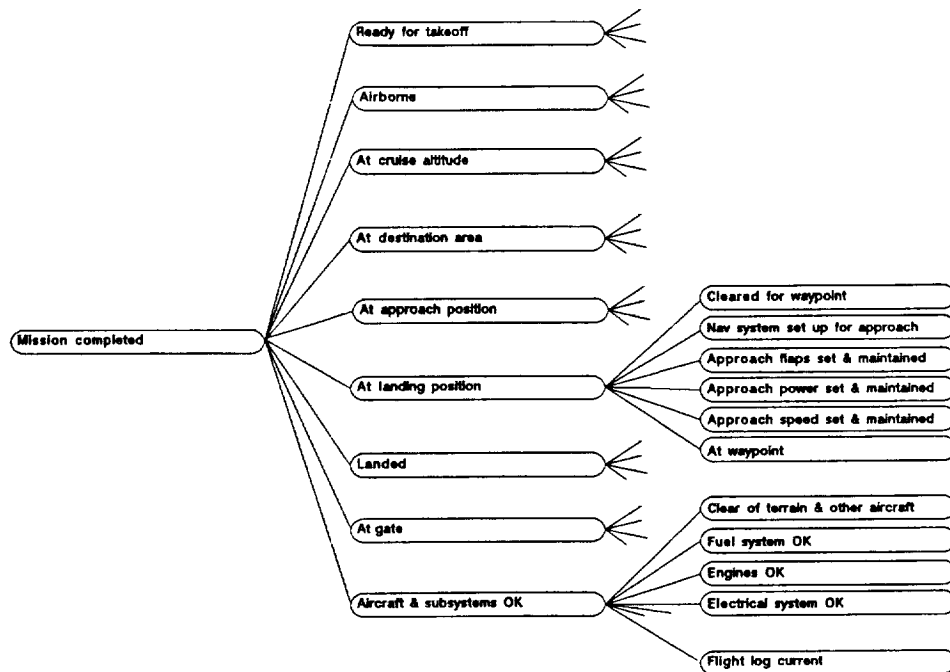 Ready for takeoff
Airborne
At cruise altitude
At destination area
At approach position
Mission completed
At landing position
Landed
At gate
Aircraft & subsystems OK
Cleared for waypoint
Nav system set up for approach
Approach flaps set & maintained
Approach power set & maintained
Approach speed set & maintained
At waypoint
Clear of terrain & other aircraft
Fuel system OK
Engines OK
Electrical system OK
Flight log current